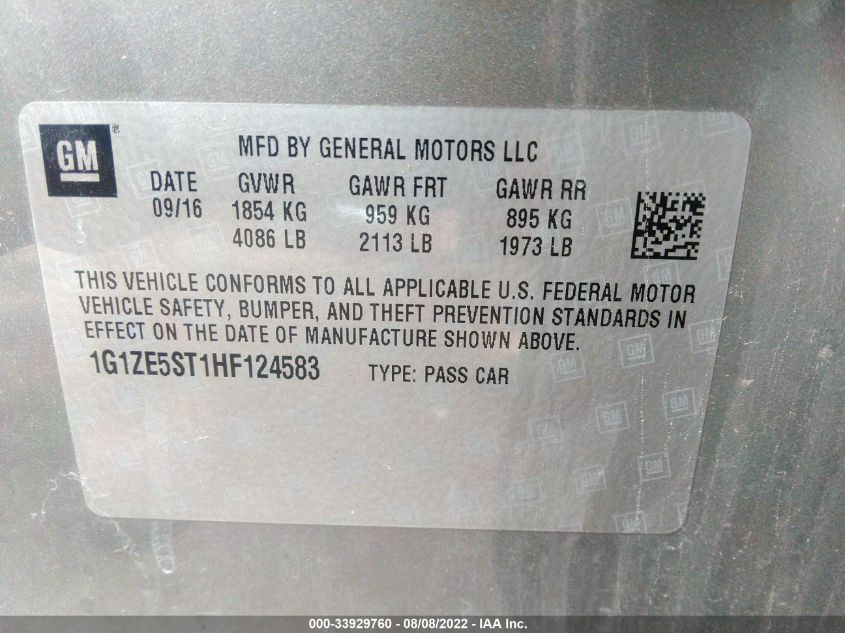 GM
®
MFD BY GENERAL MOTORS LLC
DATE GVWR GAWR FRT GAWR RR
09/16 1854 KG 959 KG 895 KG
4086 LB 2113 LB 1973 LB
THIS VEHICLE CONFORMS TO ALL APPLICABLE U.S. FEDERAL MOTOR
VEHICLE SAFETY, BUMPER, AND THEFT PREVENTION STANDARDS IN
EFFECT ON THE DATE OF MANUFACTURE SHOWN ABOVE.
1G1ZE5ST1HF124583 TYPE: PASS CAR
000-33929760 - 08/08/2022 - IAA Inc.